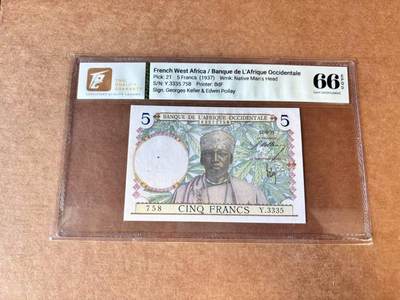 French West Africa / Banque de L'Afrique Occidentale
Pick: 21 5 Francs (1937) Wmk: Native Man's Head
S/N: Y.3335 758 Printer: BdF
Sign. Georges Keller & Edwin Poilay
66
5
5
BANQUE DE L'AFRIQUE OCCIDENTALE
758
CINQ FRANCS
Y.3335